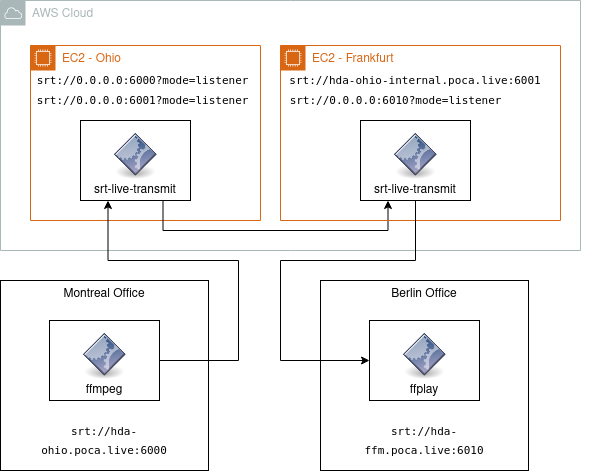 AWS Cloud
EC2 - Ohio
srt://0.0.0.0:6000?mode=listener
srt://0.0.0.0:6001?mode=listener
srt-live-transmit
EC2 - Frankfurt
srt://hda-ohio-internal.poca.live:6001
srt://0.0.0.0:6010?mode=listener
srt-live-transmit
Montreal Office
ffmpeg
srt://hda-
ohio.poca.live:6000
Berlin Office
ffplay
srt://hda-
ffm.poca.live:6010